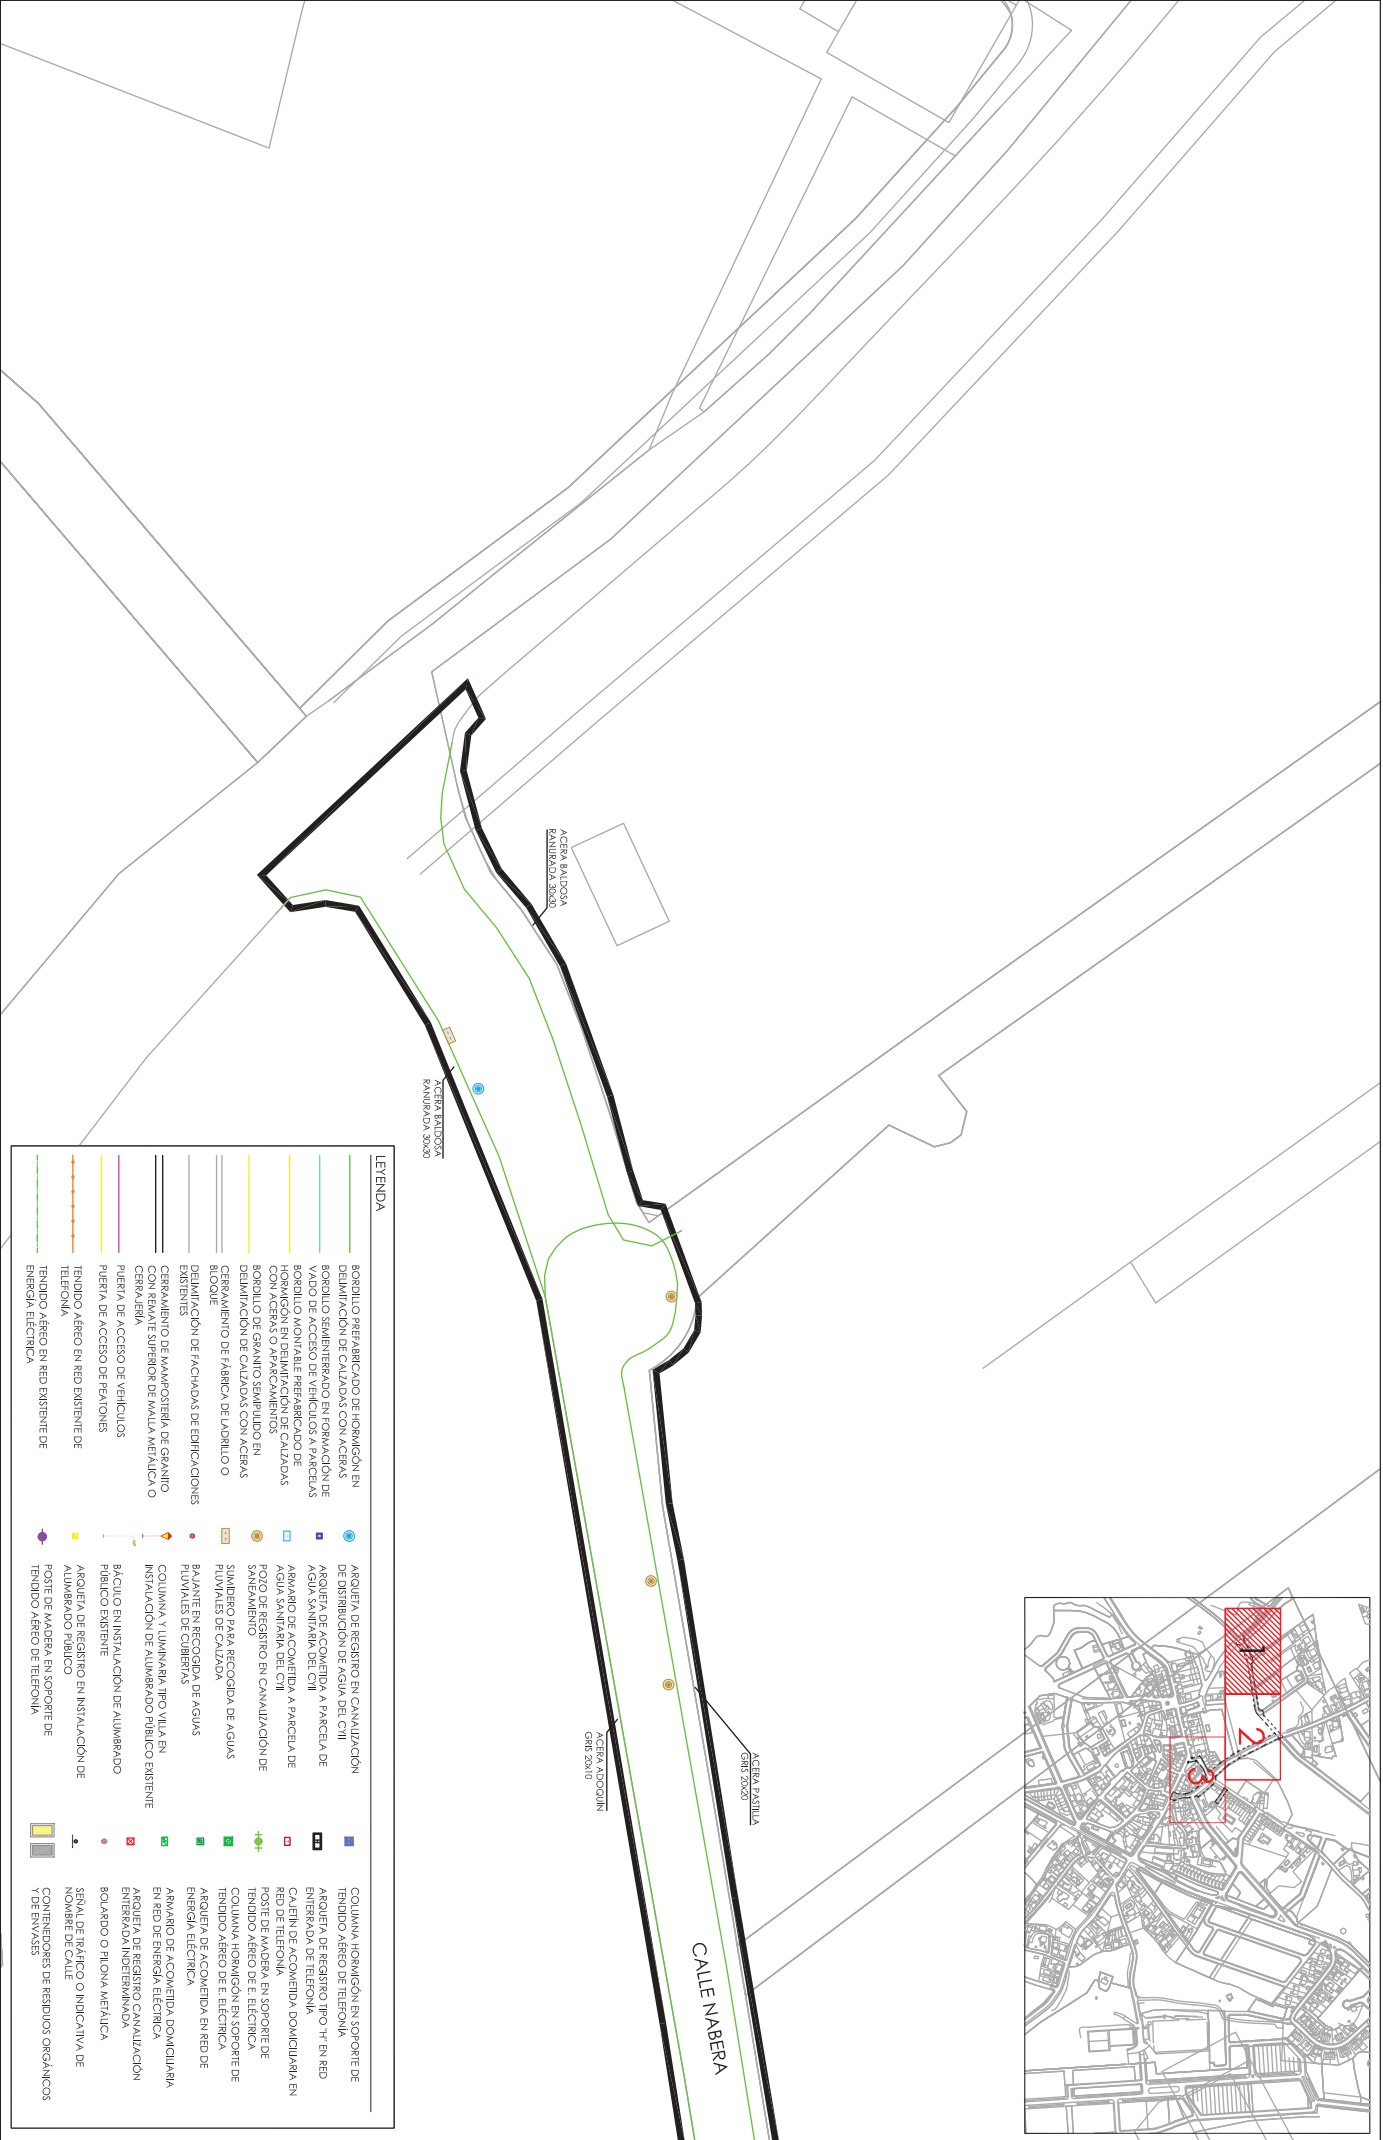 ACERA BALDOSA
RANURADA 30x30
ACERA BALDOSA
RANURADA 30x30
ACERA PASTILLA
GRIS 20x20
ACERA ADOQUÍN
GRIS 20x10
CALLE NABERA
1
2
3
LEYENDA
BORDILLO PREFABRICADO DE HORMIGÓN EN
DELIMITACIÓN DE CALZADAS CON ACERAS
BORDILLO SEMIENTERRADO EN FORMACIÓN DE
VADO DE ACCESO DE VEHÍCULOS A PARCELAS
BORDILLO MONTABLE PREFABRICADO DE
HORMIGÓN EN DELIMITACIÓN DE CALZADAS
CON ACERAS O APARCAMIENTOS
BORDILLO DE GRANITO SEMIPULIDO EN
DELIMITACIÓN DE CALZADAS CON ACERAS
CERRAMIENTO DE FÁBRICA DE LADRILLO O
BLOQUE
DELIMITACIÓN DE FACHADAS DE EDIFICACIONES
EXISTENTES
CERRAMIENTO DE MAMPOSTERÍA DE GRANITO
CON REMATE SUPERIOR DE MALLA METÁLICA O
CERRAJERÍA
PUERTA DE ACCESO DE VEHÍCULOS
PUERTA DE ACCESO DE PEATONES
TENDIDO AÉREO EN RED EXISTENTE DE
TELEFONÍA
TENDIDO AÉREO EN RED EXISTENTE DE
ENERGÍA ELÉCTRICA
ARQUETA DE REGISTRO EN CANALIZACIÓN
DE DISTRIBUCIÓN DE AGUA DEL CYII
ARQUETA DE ACOMETIDA A PARCELA DE
AGUA SANITARIA DEL CYII
ARMARIO DE ACOMETIDA A PARCELA DE
AGUA SANITARIA DEL CYII
POZO DE REGISTRO EN CANALIZACIÓN DE
SANEAMIENTO
SUMIDERO PARA RECOGIDA DE AGUAS
PLUVIALES DE CALZADA
BAJANTE EN RECOGIDA DE AGUAS
PLUVIALES DE CUBIERTAS
COLUMNA Y LUMINARIA TIPO VILLA EN
INSTALACIÓN DE ALUMBRADO PÚBLICO EXISTENTE
BÁCULO EN INSTALACIÓN DE ALUMBRADO
PÚBLICO EXISTENTE
ARQUETA DE REGISTRO EN INSTALACIÓN DE
ALUMBRADO PÚBLICO
POSTE DE MADERA EN SOPORTE DE
TENDIDO AÉREO DE TELEFONÍA
COLUMNA HORMIGÓN EN SOPORTE DE
TENDIDO AÉREO DE TELEFONÍA
ARQUETA DE REGISTRO TIPO "H" EN RED
ENTERRADA DE TELEFONÍA
CAJETÍN DE ACOMETIDA DOMICILIARIA EN
RED DE TELEFONÍA
POSTE DE MADERA EN SOPORTE DE
TENDIDO AÉREO DE E. ELÉCTRICA
COLUMNA HORMIGÓN EN SOPORTE DE
TENDIDO AÉREO DE E. ELÉCTRICA
ARQUETA DE ACOMETIDA EN RED DE
ENERGÍA ELÉCTRICA
ARMARIO DE ACOMETIDA DOMICILIARIA
EN RED DE ENERGÍA ELÉCTRICA
ARQUETA DE REGISTRO CANALIZACIÓN
ENTERRADA INDETERMINADA
BOLARDO O PILONA METÁLICA
SEÑAL DE TRÁFICO O INDICATIVA DE
NOMBRE DE CALLE
CONTENEDORES DE RESIDUOS ORGÁNICOS
Y DE ENVASES